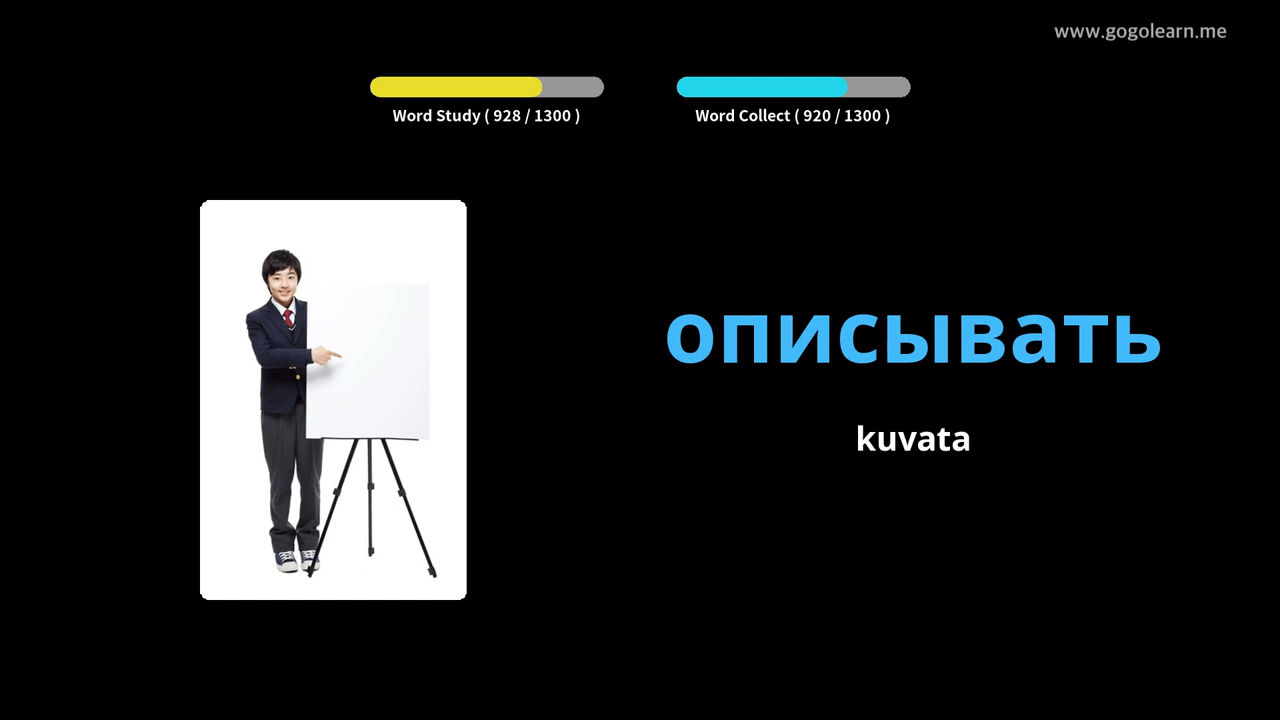 www.gogolearn.me
Word Study ( 928 / 1300 )
Word Collect ( 920 / 1300 )
описывать
kuvata